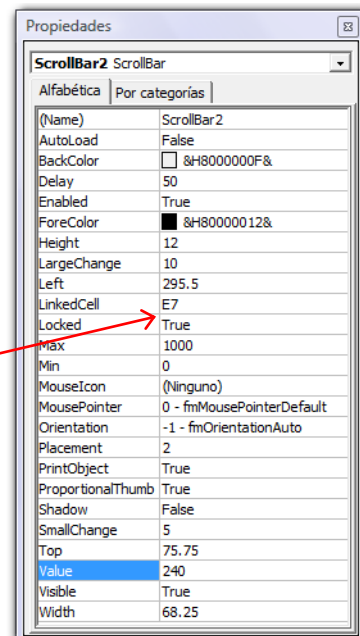 Propiedades
ScrollBar2 ScrollBar
Alfabética Por categorías
(Name) ScrollBar2
AutoLoad False
BackColor &H8000000F&
Delay 50
Enabled True
ForeColor &H80000012&
Height 12
LargeChange 10
Left 295.5
LinkedCell E7
Locked True
Max 1000
Min 0
MouseIcon (Ninguno)
MousePointer 0 - fmMousePointerDefault
Orientation -1 - fmOrientationAuto
Placement 2
PrintObject True
ProportionalThumb True
Shadow False
SmallChange 5
Top 75.75
Value 240
Visible True
Width 68.25